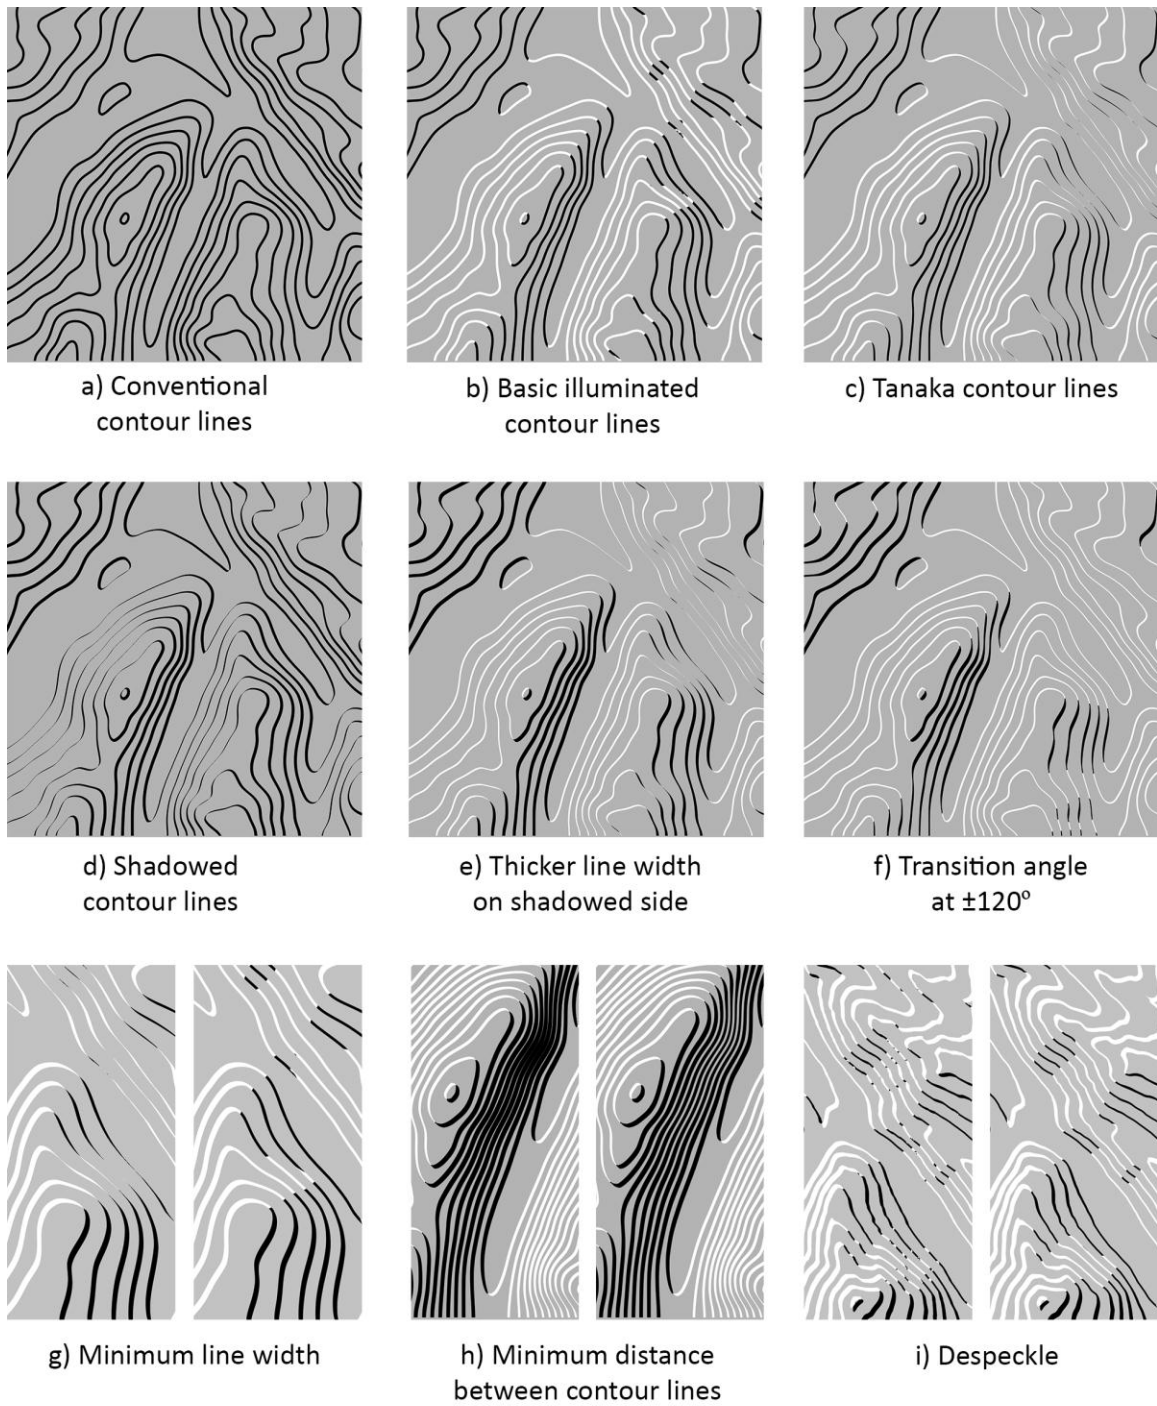 a) Conventional
contour lines
b) Basic illuminated
contour lines
c) Tanaka contour lines
d) Shadowed
contour lines
e) Thicker line width
on shadowed side
f) Transition angle
at ±120º
g) Minimum line width
h) Minimum distance
between contour lines
i) Despeckle